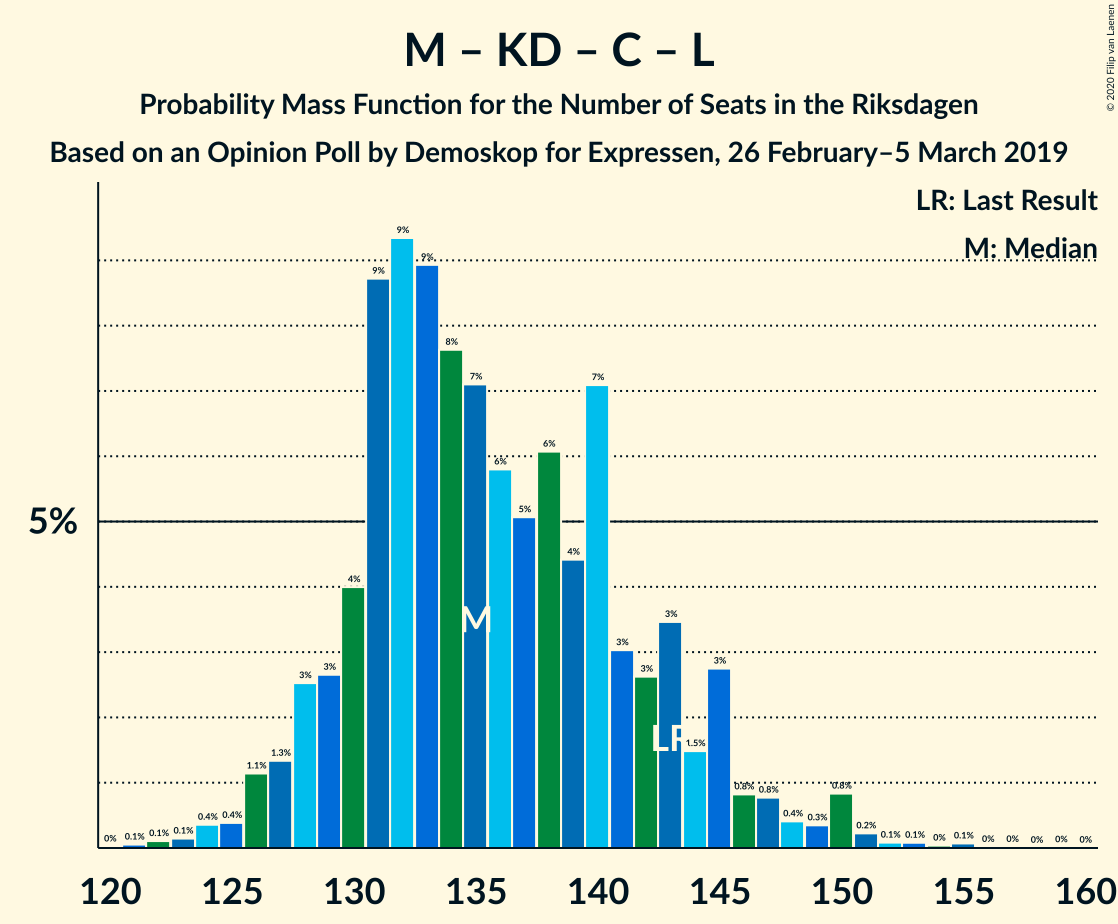 © 2020 Filip van Laenen
M – KD – C – L
Probability Mass Function for the Number of Seats in the Riksdagen
Based on an Opinion Poll by Demoskop for Expressen, 26 February–5 March 2019
LR: Last Result
M: Median
5%
0% 0.1% 0.1% 0.1% 0.4% 0.4% 1.1% 1.3% 3% 3% 4% 9% 9% 9% 8% 7% 6% 5% 6% 4% 7% 3% 3% 3% 1.5% 3% 0.8% 0.8% 0.4% 0.3% 0.8% 0.2% 0.1% 0.1% 0% 0.1% 0% 0% 0% 0% 0%
M
LR
120 125 130 135 140 145 150 155 160